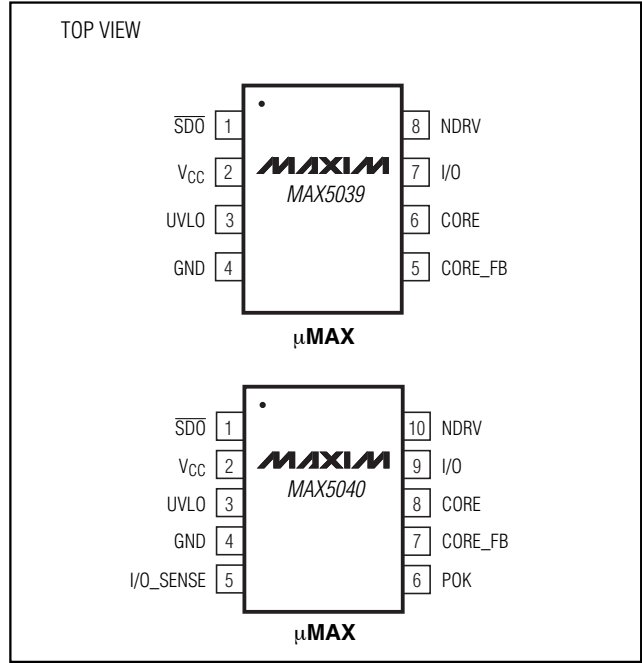 TOP VIEW
SDO 1
8 NDRV
VCC 2
MAXIM
7 I/O
MAX5039
UVLO 3
6 CORE
GND 4
5 CORE_FB
µMAX
SDO 1
10 NDRV
VCC 2
MAXIM
9 I/O
MAX5040
UVLO 3
8 CORE
GND 4
7 CORE_FB
I/O_SENSE 5
6 POK
µMAX